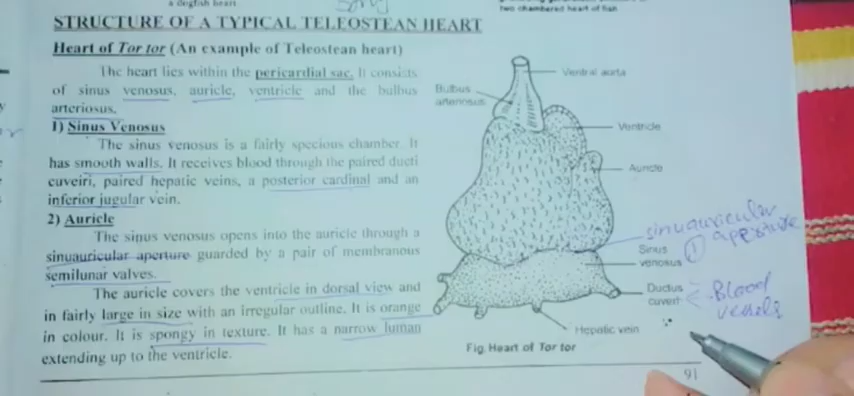 a dogfish heart
two chambered heart of fish
STRUCTURE OF A TYPICAL TELEOSTEAN HEART
Heart of Tor tor (An example of Teleostean heart)
The heart lies within the pericardial sac. It consists
of sinus venosus, auricle, ventricle and the bulbus
arteriosus.
1) Sinus Venosus
The sinus venosus is a fairly specious chamber. It
has smooth walls. It receives blood through the paired ducti
cuveiri, paired hepatic veins, a posterior cardinal and an
inferior jugular vein.
2) Auricle
The sinus venosus opens into the auricle through a
sinuauricular aperture guarded by a pair of membranous
semilunar valves.
The auricle covers the ventricle in dorsal view and
in fairly large in size with an irregular outline. It is orange
in colour. It is spongy in texture. It has a narrow luman
extending up to the ventricle.
Ventral aorta
Bulbus
arteriosus
Ventricle
Auricle
sinuauricular
aperture
1
Sinus
venosus
Ductus
cuveri
Blood
vessels
Hepatic vein
Fig. Heart of Tor tor
91